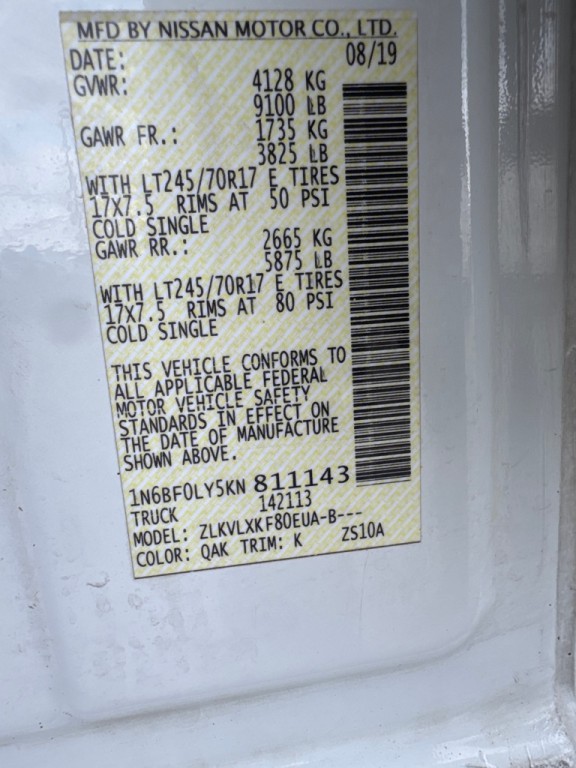 MFD BY NISSAN MOTOR CO., LTD.
DATE: 08/19
GVWR: 4128 KG
9100 LB
GAWR FR.: 1735 KG
3825 LB
WITH LT245/70R17 E TIRES
17X7.5 RIMS AT 50 PSI
COLD SINGLE
GAWR RR.: 2665 KG
5875 LB
WITH LT245/70R17 E TIRES
17X7.5 RIMS AT 80 PSI
COLD SINGLE
THIS VEHICLE CONFORMS TO
ALL APPLICABLE FEDERAL
MOTOR VEHICLE SAFETY
STANDARDS IN EFFECT ON
THE DATE OF MANUFACTURE
SHOWN ABOVE.
1N6BF0LY5KN 811143
TRUCK 142113
MODEL: ZLKVLXKF80EUA-B---
COLOR: QAK TRIM: K ZS10A